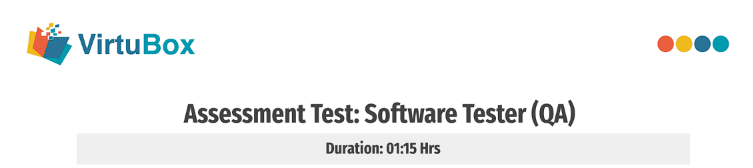 VirtuBox
Assessment Test: Software Tester (QA)
Duration: 01:15 Hrs